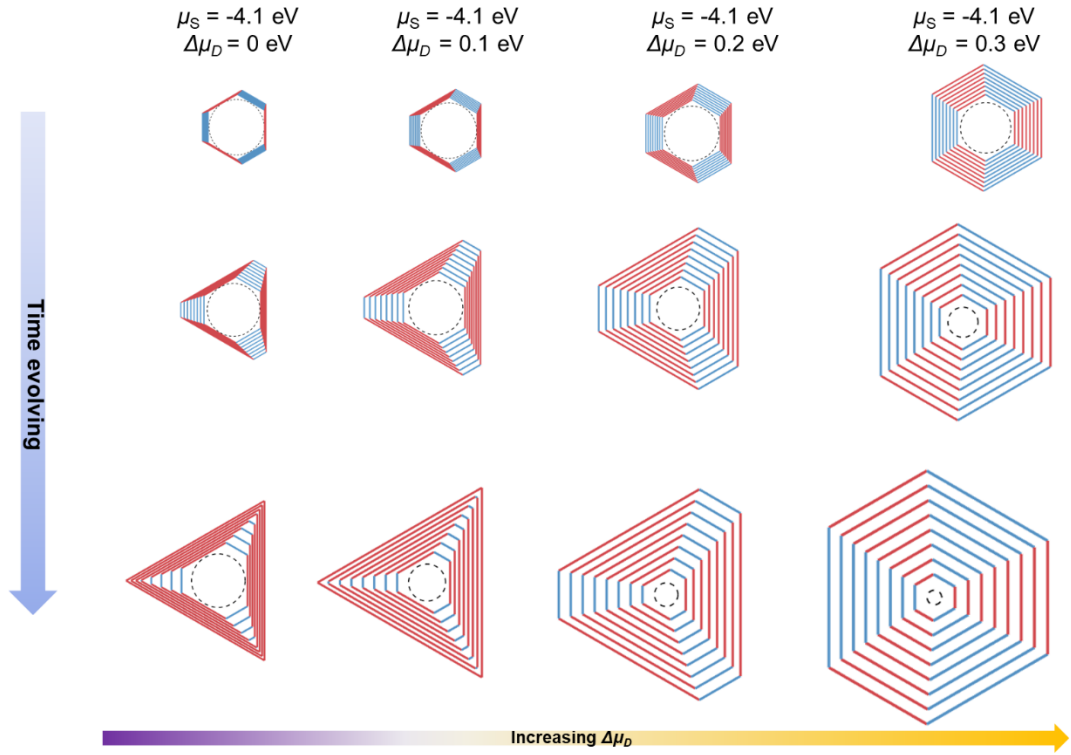 μS = -4.1 eV
ΔμD = 0 eV
μS = -4.1 eV
ΔμD = 0.1 eV
μS = -4.1 eV
ΔμD = 0.2 eV
μS = -4.1 eV
ΔμD = 0.3 eV
Time evolving
Increasing ΔμD